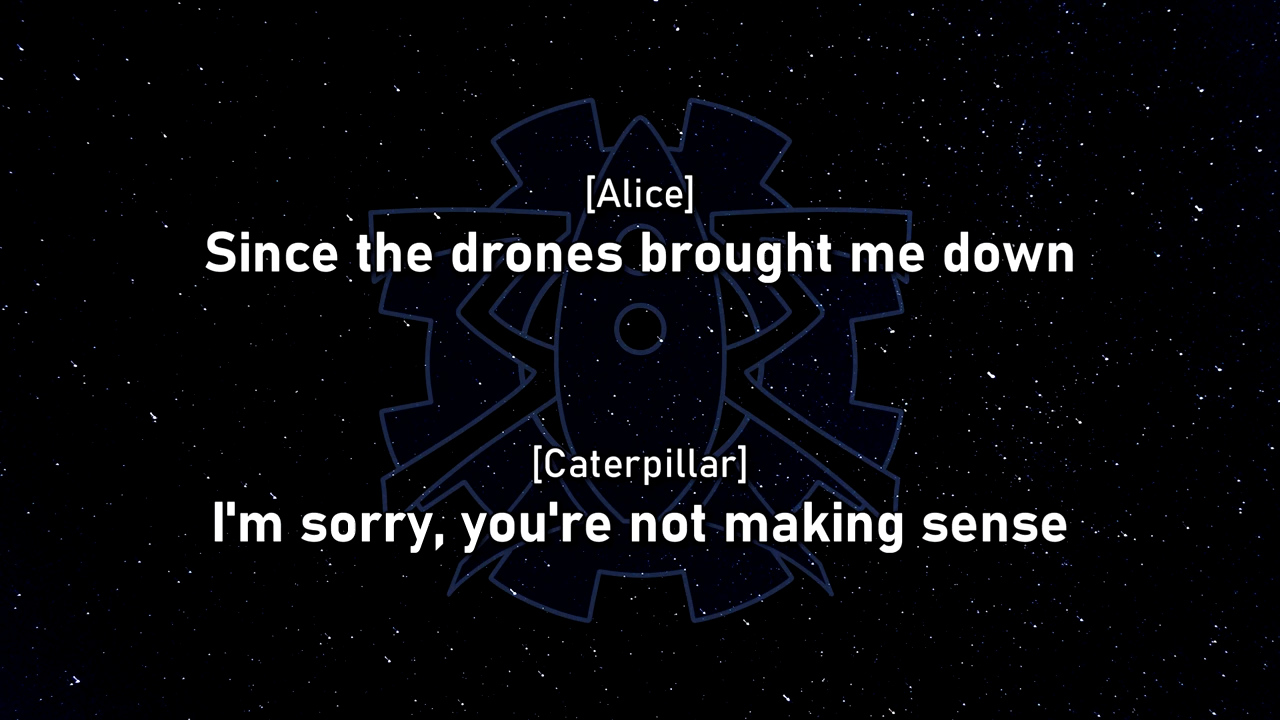 [Alice]
Since the drones brought me down
[Caterpillar]
I'm sorry, you're not making sense